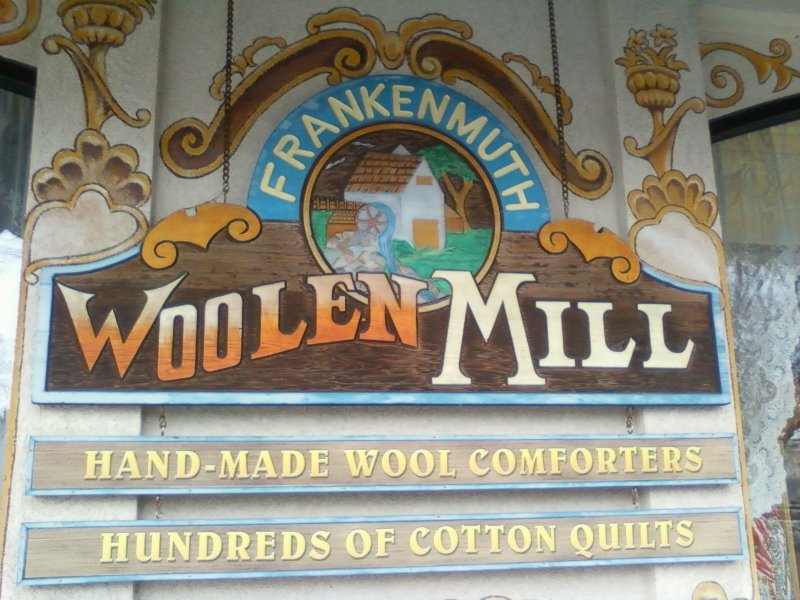 FRANKENMUTH
WOOLEN MILL
HAND-MADE WOOL COMFORTERS
HUNDREDS OF COTTON QUILTS